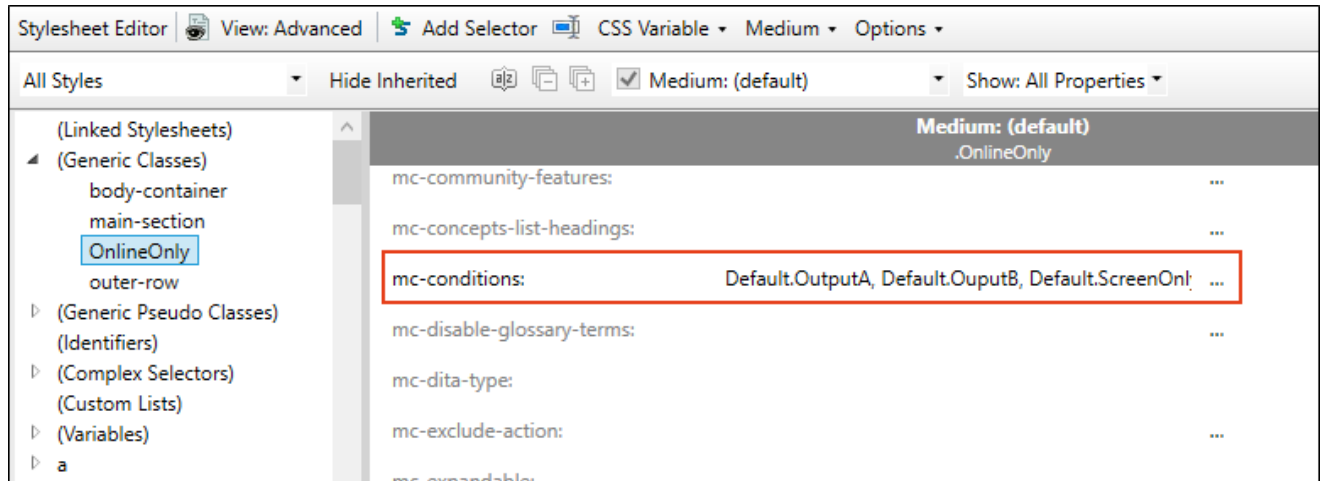 Stylesheet Editor View: Advanced Add Selector CSS Variable Medium Options
All Styles Hide Inherited a z Medium: (default) Show: All Properties
(Linked Stylesheets)
(Generic Classes)
body-container
main-section
OnlineOnly
outer-row
(Generic Pseudo Classes)
(Identifiers)
(Complex Selectors)
(Custom Lists)
(Variables)
a
Medium: (default)
.OnlineOnly
mc-community-features: ...
mc-concepts-list-headings: ...
mc-conditions: Default.OutputA, Default.OuputB, Default.ScreenOnl ...
mc-disable-glossary-terms: ...
mc-dita-type:
mc-exclude-action: ...
mc-expandable: